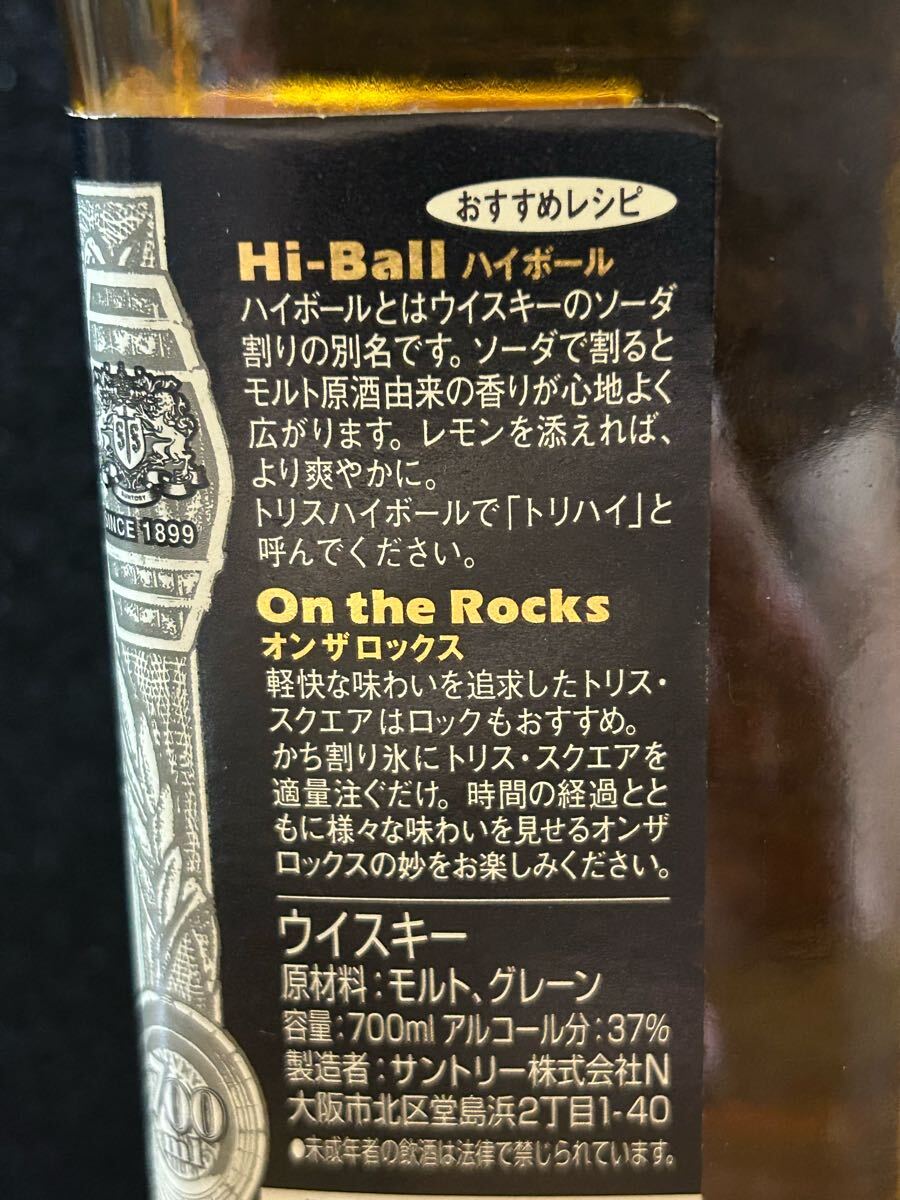 おすすめレシピ
Hi-Ball ハイボール
ハイボールとはウイスキーのソーダ
割りの別名です。ソーダで割ると
モルト原酒由来の香りが心地よく
広がります。レモンを添えれば、
より爽やかに。
トリスハイボールで「トリハイ」と
呼んでください。
On the Rocks
オン ザ ロックス
軽快な味わいを追求したトリス・
スクエアはロックもおすすめ。
かち割り氷にトリス・スクエアを
適量注ぐだけ。時間の経過とと
もに様々な味わいを見せるオンザ
ロックスの妙をお楽しみください。
ウイスキー
原材料：モルト、グレーン
容量：700ml アルコール分：37%
製造者：サントリー株式会社N
大阪市北区堂島浜2丁目1-40
●未成年者の飲酒は法律で禁じられています。
SUNTORY
SINCE 1899
700
ml